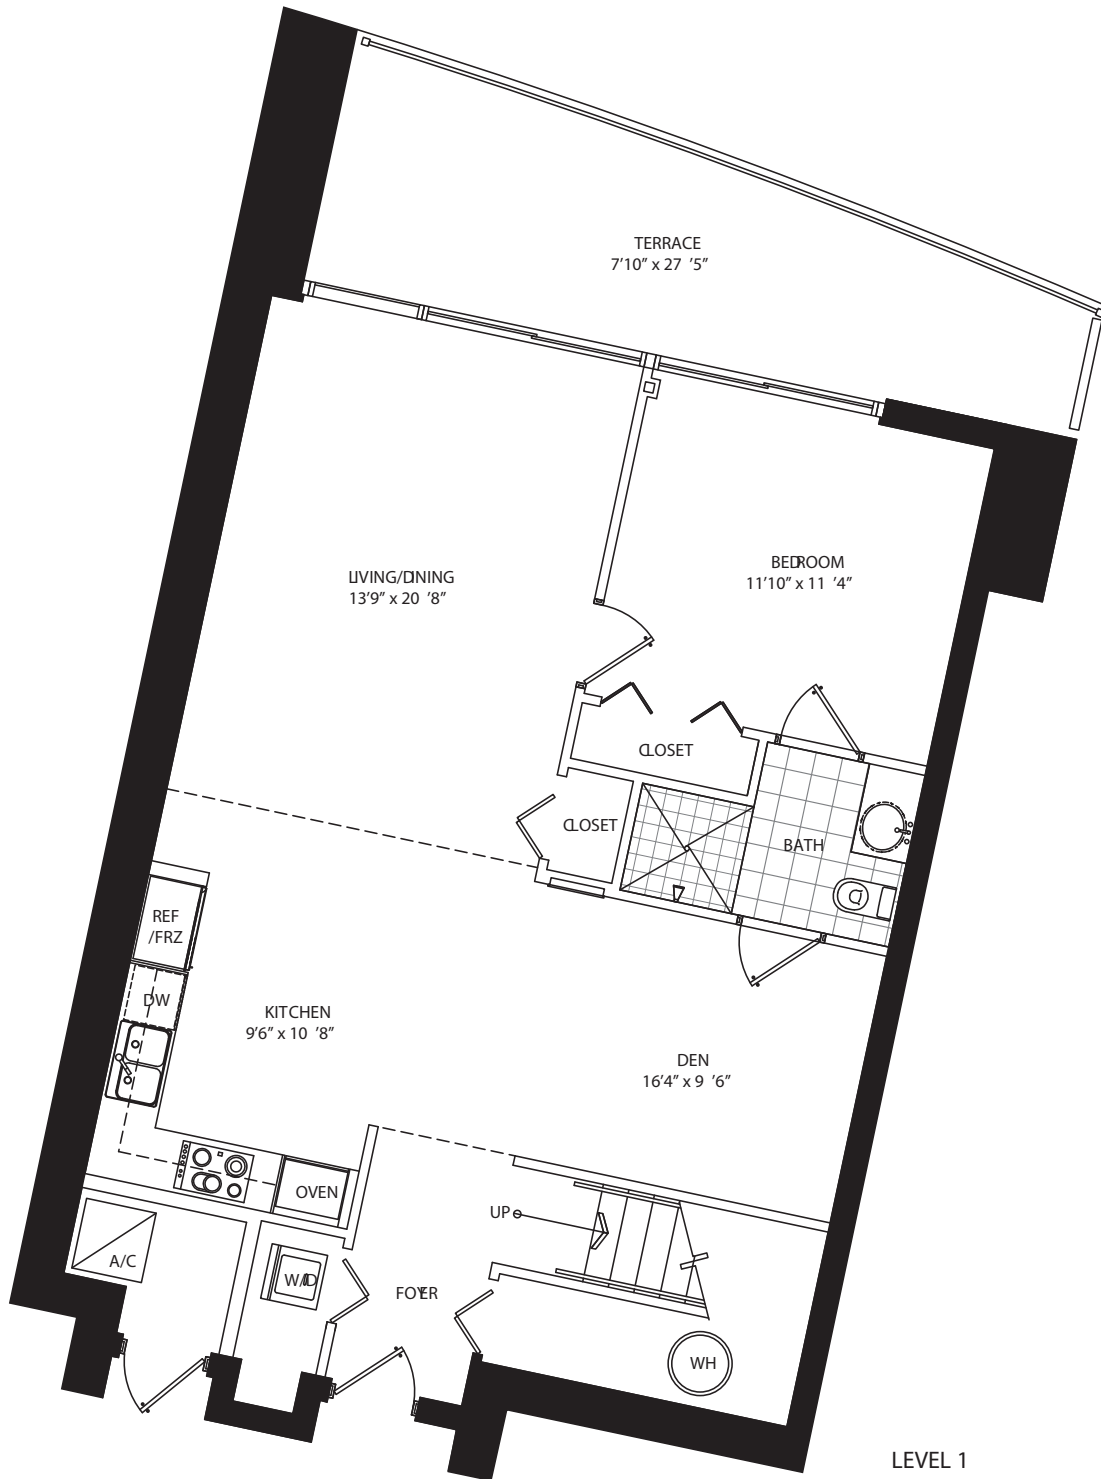 TERRACE
7'10" x 27 '5"
LIVING/DINING
13'9" x 20 '8"
BEDROOM
11'10" x 11 '4"
CLOSET
CLOSET
BATH
REF
/FRZ
DW
KITCHEN
9'6" x 10 '8"
DEN
16'4" x 9 '6"
OVEN
UP
A/C
W/D
FOYER
WH
LEVEL 1